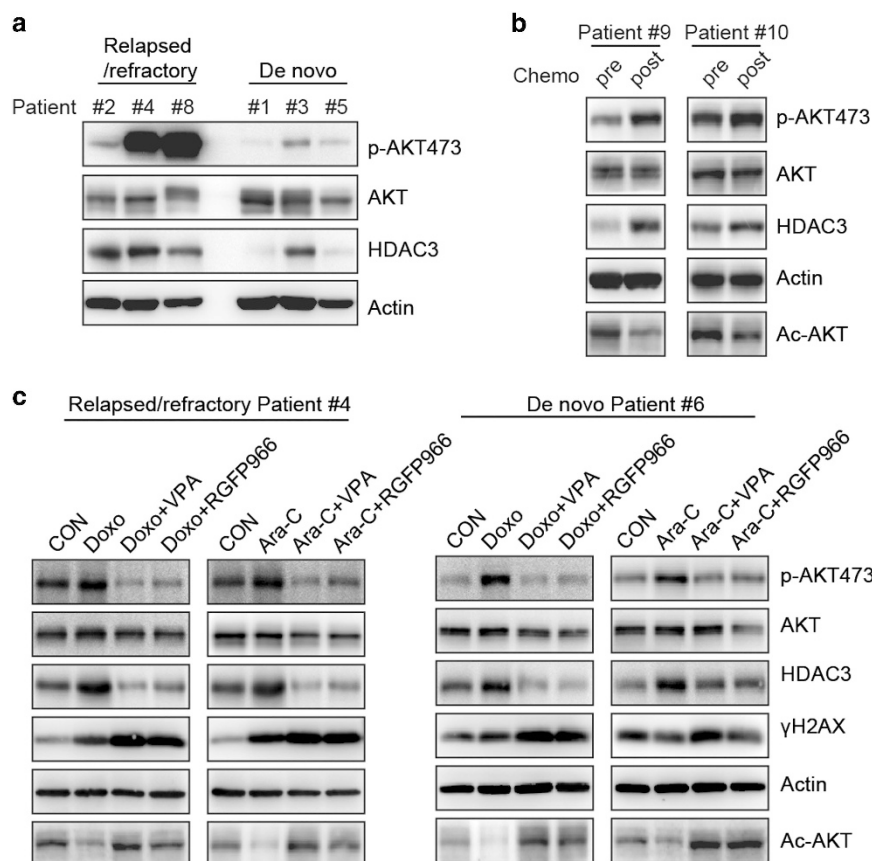 a
Relapsed
/refractory De novo
Patient #2 #4 #8 #1 #3 #5
p-AKT473
AKT
HDAC3
Actin
b
Patient #9 Patient #10
Chemo pre post pre post
p-AKT473
AKT
HDAC3
Actin
Ac-AKT
c
Relapsed/refractory Patient #4 De novo Patient #6
CON Doxo Doxo+VPA Doxo+RGFP966 CON Ara-C Ara-C+VPA Ara-C+RGFP966 CON Doxo Doxo+VPA Doxo+RGFP966 CON Ara-C Ara-C+VPA Ara-C+RGFP966
p-AKT473
AKT
HDAC3
γH2AX
Actin
Ac-AKT